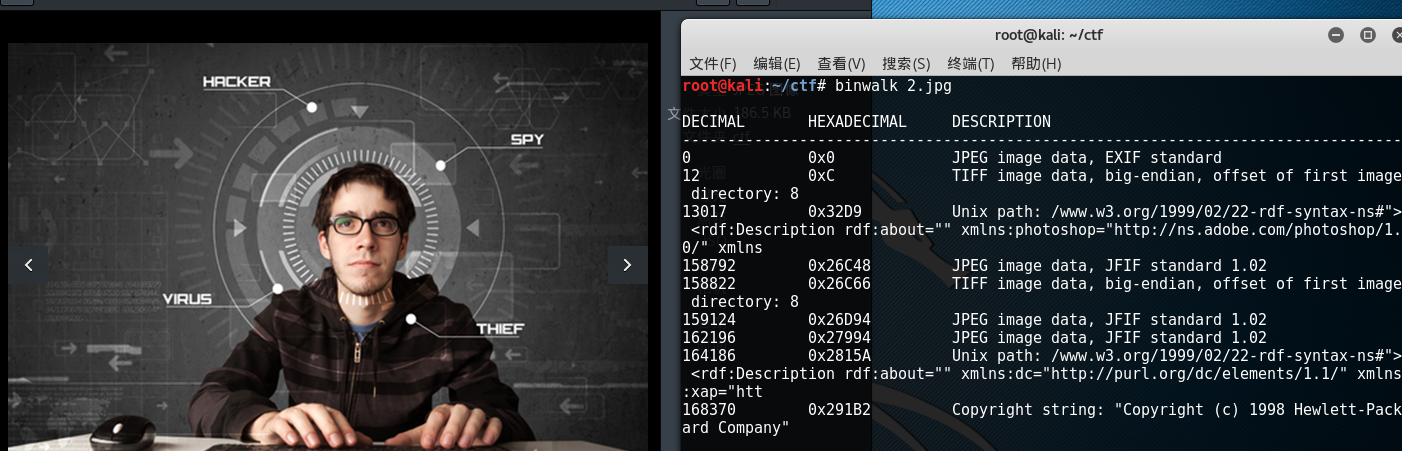 HACKER
SPY
VIRUS
THIEF
root@kali: ~/ctf
文件(F) 编辑(E) 查看(V) 搜索(S) 终端(T) 帮助(H)
root@kali:~/ctf# binwalk 2.jpg
DECIMAL HEXADECIMAL DESCRIPTION
--------------------------------------------------------------------------------
0 0x0 JPEG image data, EXIF standard
12 0xC TIFF image data, big-endian, offset of first image
directory: 8
13017 0x32D9 Unix path: /www.w3.org/1999/02/22-rdf-syntax-ns#">
<rdf:Description rdf:about="" xmlns:photoshop="http://ns.adobe.com/photoshop/1.
0/" xmlns
158792 0x26C48 JPEG image data, JFIF standard 1.02
158822 0x26C66 TIFF image data, big-endian, offset of first image
directory: 8
159124 0x26D94 JPEG image data, JFIF standard 1.02
162196 0x27994 JPEG image data, JFIF standard 1.02
164186 0x2815A Unix path: /www.w3.org/1999/02/22-rdf-syntax-ns#">
<rdf:Description rdf:about="" xmlns:dc="http://purl.org/dc/elements/1.1/" xmlns
:xap="htt
168370 0x291B2 Copyright string: "Copyright (c) 1998 Hewlett-Pack
ard Company"
186.5 KB